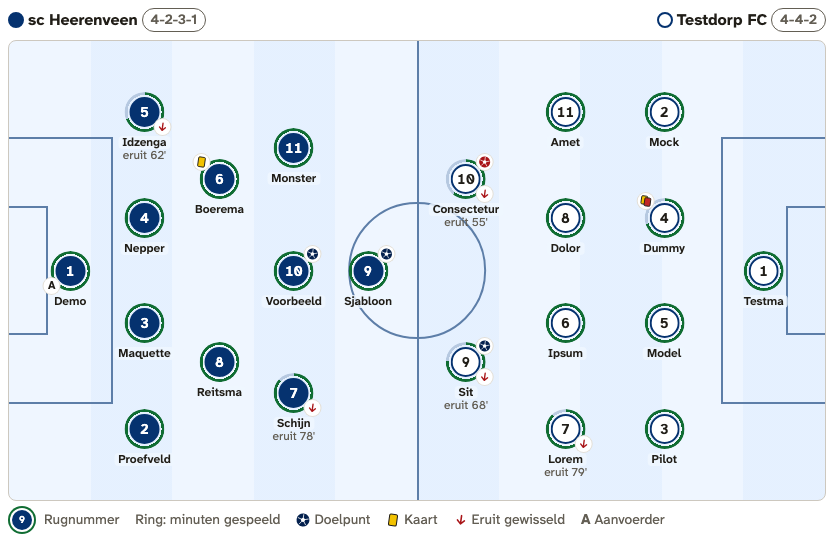 sc Heerenveen 4-2-3-1
Testdorp FC 4-4-2
5
Idzenga
eruit 62'
11
Monster
6
Boerema
4
Nepper
1
A
Demo
10
Voorbeeld
9
Sjabloon
3
Maquette
8
Reitsma
7
Schijn
eruit 78'
2
Proefveld
11
Amet
2
Mock
10
Consectetur
eruit 55'
8
Dolor
4
Dummy
1
Testma
6
Ipsum
5
Model
9
Sit
eruit 68'
7
Lorem
eruit 79'
3
Pilot
9 Rugnummer Ring: minuten gespeeld Doelpunt Kaart Eruit gewisseld A Aanvoerder